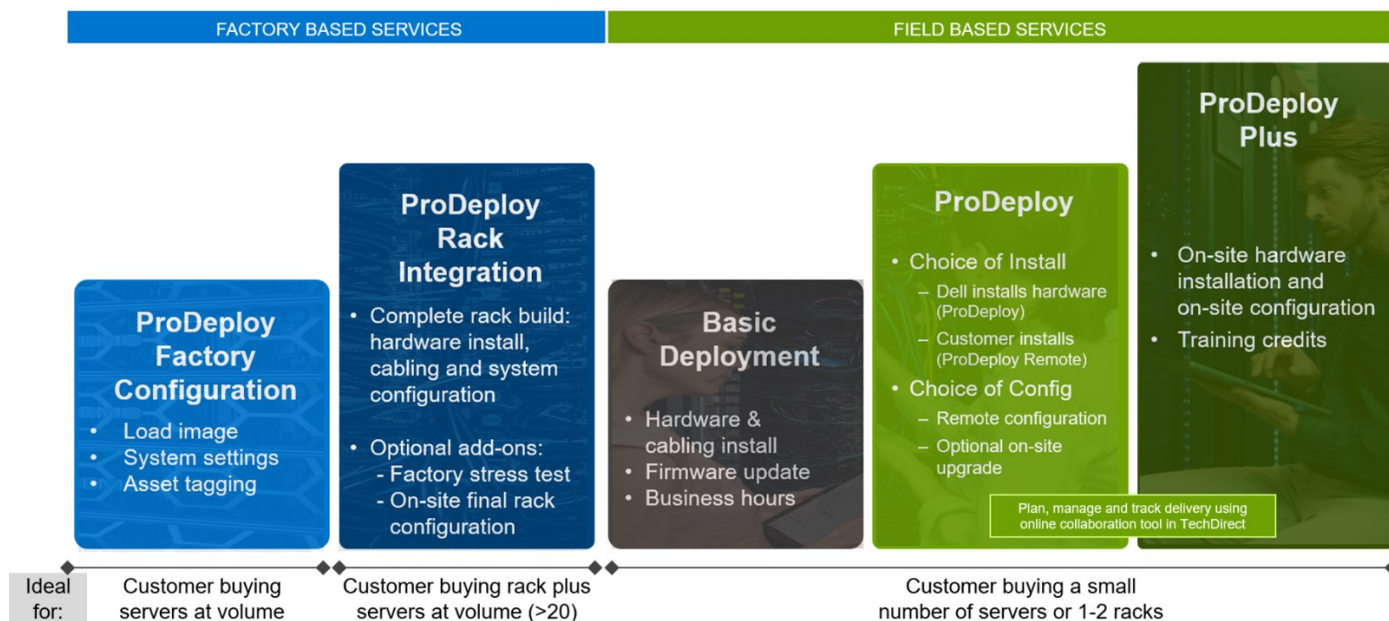 FACTORY BASED SERVICES
FIELD BASED SERVICES
ProDeploy
Factory
Configuration
• Load image
• System settings
• Asset tagging
ProDeploy
Rack
Integration
• Complete rack build:
hardware install,
cabling and system
configuration
• Optional add-ons:
- Factory stress test
- On-site final rack
configuration
Basic
Deployment
• Hardware &
cabling install
• Firmware update
• Business hours
ProDeploy
• Choice of Install
– Dell installs hardware
(ProDeploy)
– Customer installs
(ProDeploy Remote)
• Choice of Config
– Remote configuration
– Optional on-site
upgrade
ProDeploy
Plus
• On-site hardware
installation and
on-site configuration
• Training credits
Plan, manage and track delivery using
online collaboration tool in TechDirect
Ideal
for:
Customer buying
servers at volume
Customer buying rack plus
servers at volume (>20)
Customer buying a small
number of servers or 1-2 racks